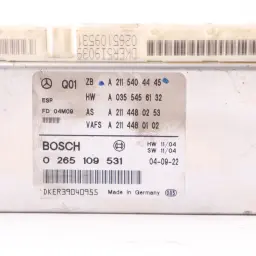 Q01 ZB A 211 540 44 45
HW A 035 545 61 32
ESP
FD 04M09 AS A 211 448 02 53
VAFS A 211 448 01 02
BOSCH HW 11/04
SW 11/04
0 265 109 531 04-09-22
DKER39040955 Made in Germany